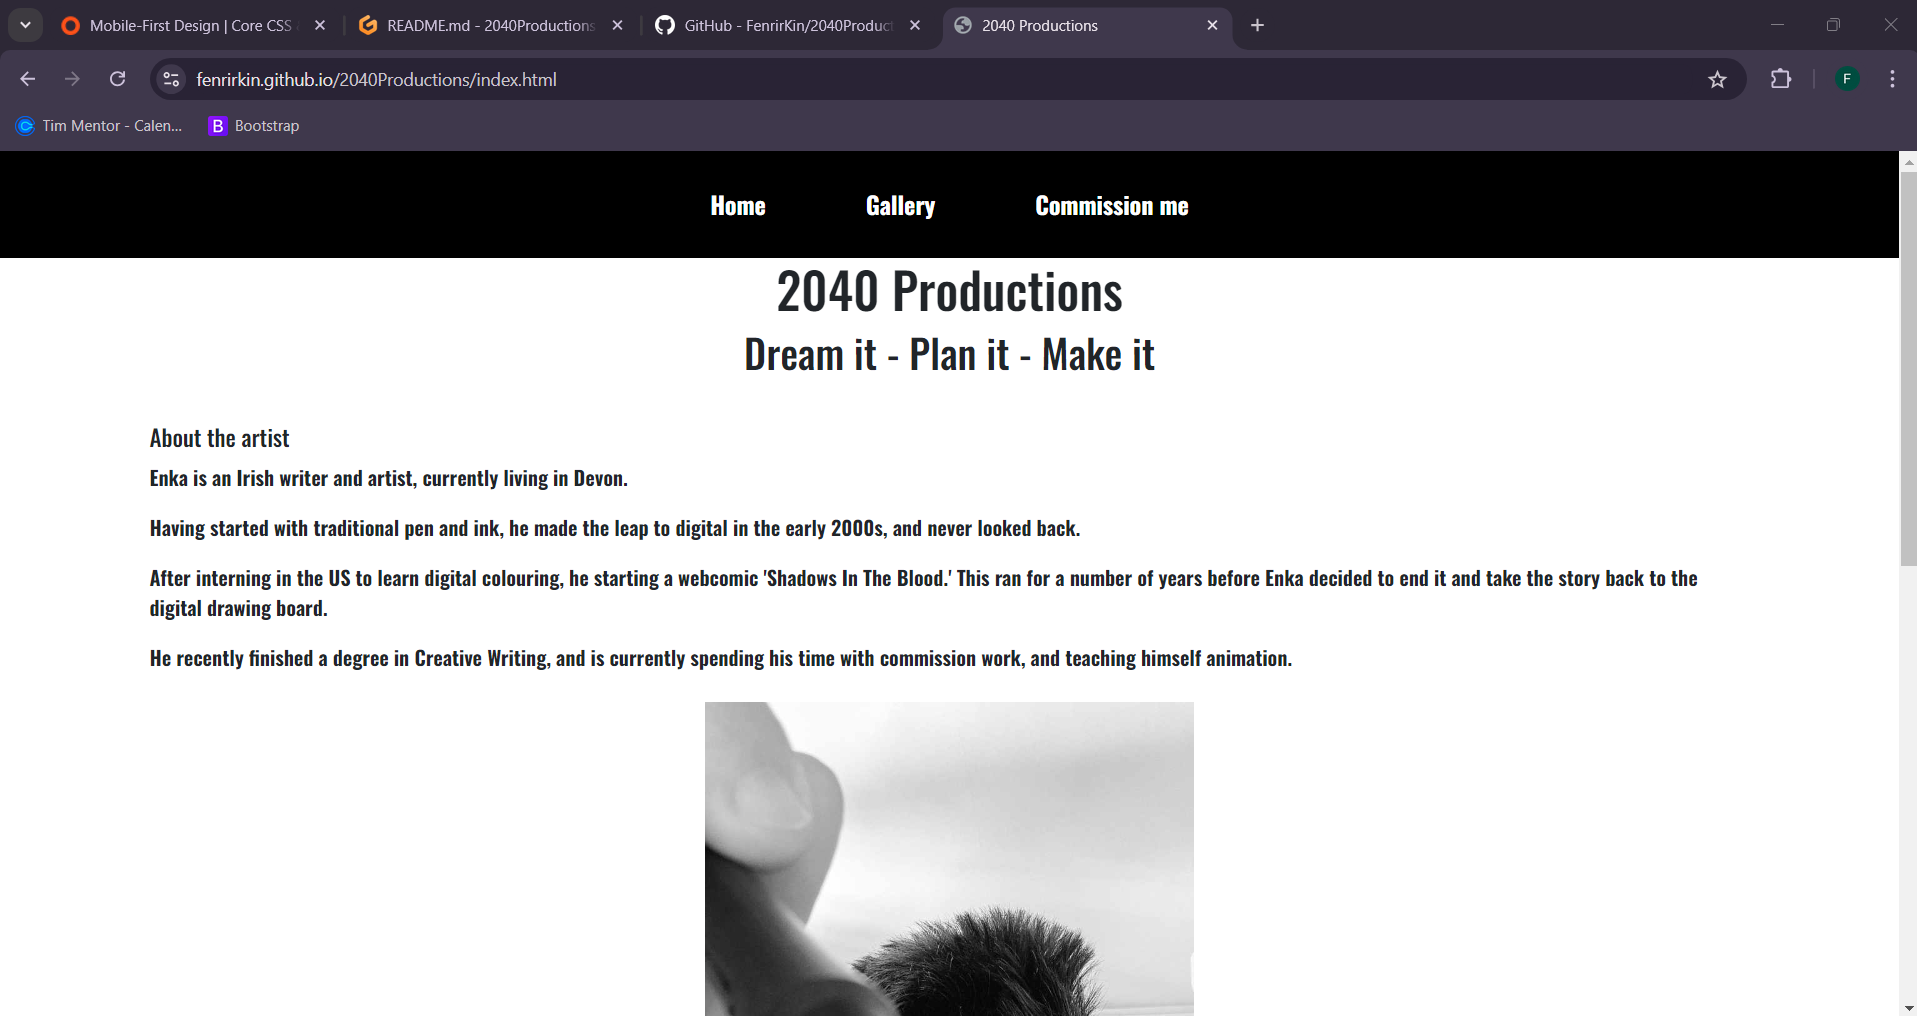 Mobile-First Design | Core CSS
README.md - 2040Productions
GitHub - FenrirKin/2040Product
2040 Productions
fenrirkin.github.io/2040Productions/index.html
F
Tim Mentor - Calen...
B Bootstrap
Home Gallery Commission me
2040 Productions
Dream it - Plan it - Make it
About the artist
Enka is an Irish writer and artist, currently living in Devon.
Having started with traditional pen and ink, he made the leap to digital in the early 2000s, and never looked back.
After interning in the US to learn digital colouring, he starting a webcomic 'Shadows In The Blood.' This ran for a number of years before Enka decided to end it and take the story back to the
digital drawing board.
He recently finished a degree in Creative Writing, and is currently spending his time with commission work, and teaching himself animation.